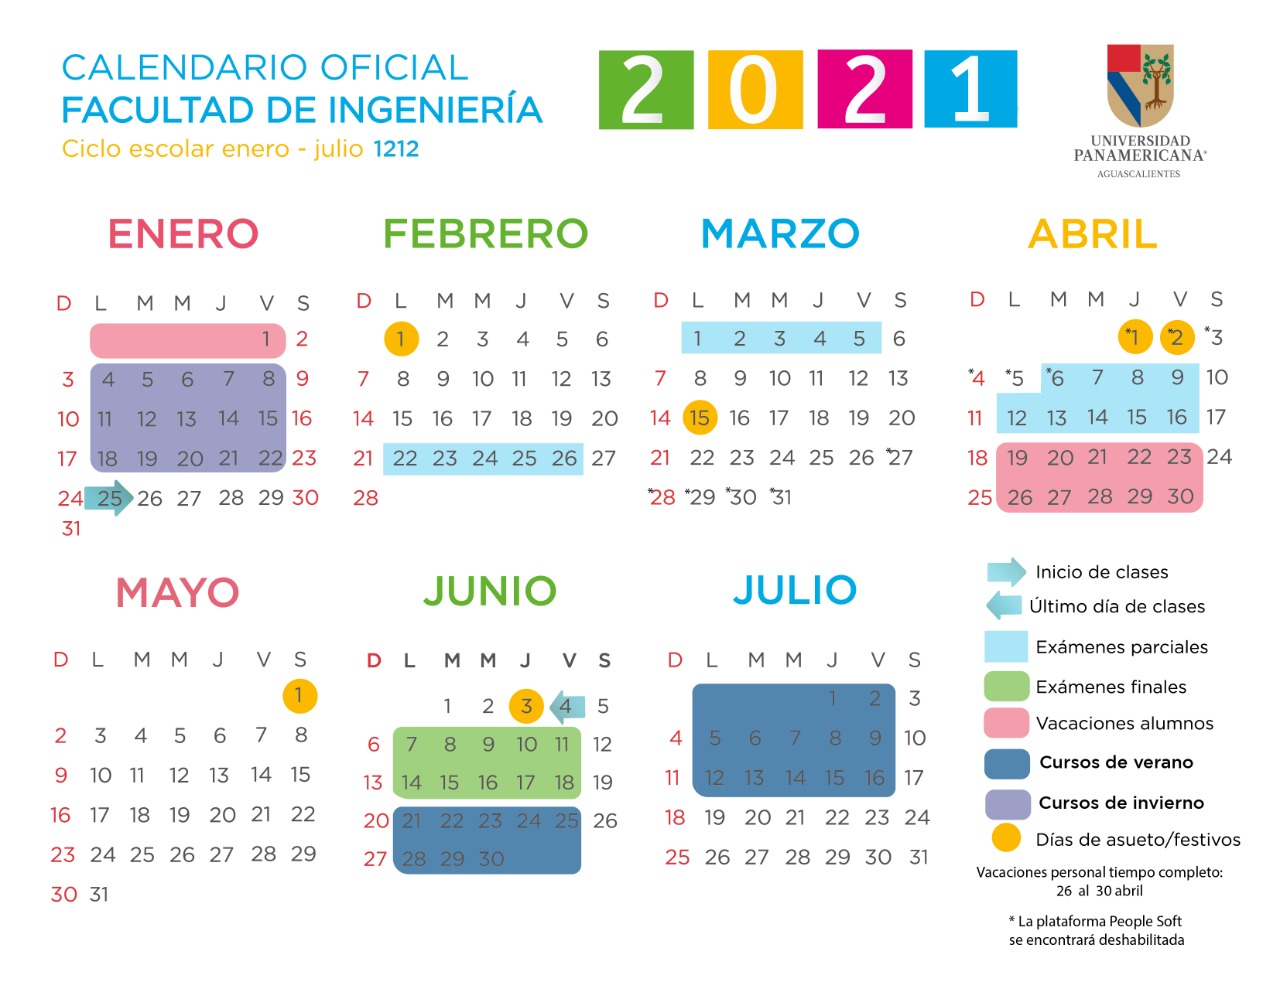 CALENDARIO OFICIAL
FACULTAD DE INGENIERÍA
Ciclo escolar enero - julio 1212
2021
UNIVERSIDAD
PANAMERICANA®
AGUASCALIENTES
ENERO
D L M M J V S
1 2
3 4 5 6 7 8 9
10 11 12 13 14 15 16
17 18 19 20 21 22 23
24 25 26 27 28 29 30
31
FEBRERO
D L M M J V S
1 2 3 4 5 6
7 8 9 10 11 12 13
14 15 16 17 18 19 20
21 22 23 24 25 26 27
28
MARZO
D L M M J V S
1 2 3 4 5 6
7 8 9 10 11 12 13
14 15 16 17 18 19 20
21 22 23 24 25 26 *27
*28 *29 *30 *31
ABRIL
D L M M J V S
*1 *2 *3
*4 *5 *6 7 8 9 10
11 12 13 14 15 16 17
18 19 20 21 22 23 24
25 26 27 28 29 30
MAYO
D L M M J V S
1
2 3 4 5 6 7 8
9 10 11 12 13 14 15
16 17 18 19 20 21 22
23 24 25 26 27 28 29
30 31
JUNIO
D L M M J V S
1 2 3 4 5
6 7 8 9 10 11 12
13 14 15 16 17 18 19
20 21 22 23 24 25 26
27 28 29 30
JULIO
D L M M J V S
1 2 3
4 5 6 7 8 9 10
11 12 13 14 15 16 17
18 19 20 21 22 23 24
25 26 27 28 29 30 31
Inicio de clases
Último día de clases
Exámenes parciales
Exámenes finales
Vacaciones alumnos
Cursos de verano
Cursos de invierno
Días de asueto/festivos
Vacaciones personal tiempo completo:
26 al 30 abril
* La plataforma People Soft
se encontrará deshabilitada